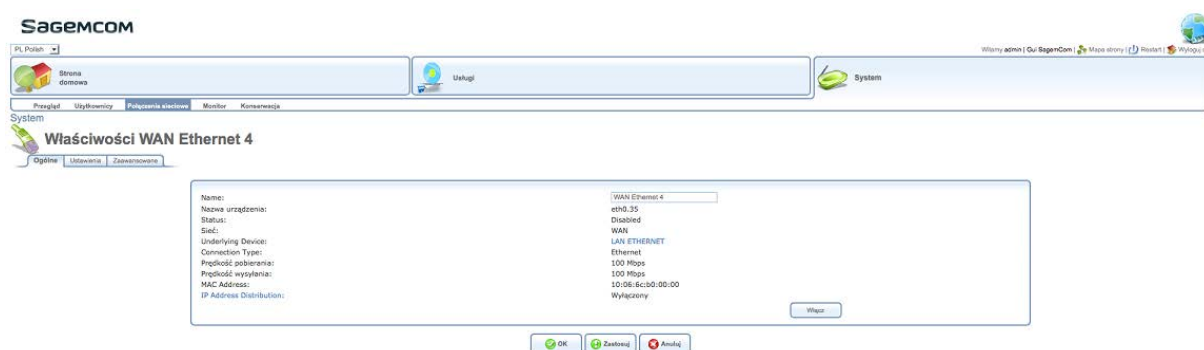 SAGEMCOM
PL Polish
Witamy admin | Gui SagemCom | Mapa strony | Restart | Wyloguj
Strona domowa
Usługi
System
Przegląd Użytkownicy Połączenia sieciowe Monitor Konserwacja
System
Właściwości WAN Ethernet 4
Ogólne Ustawienia Zaawansowane
Name: WAN Ethernet 4
Nazwa urządzenia: eth0.35
Status: Disabled
Sieć: WAN
Underlying Device: LAN ETHERNET
Connection Type: Ethernet
Prędkość pobierania: 100 Mbps
Prędkość wysyłania: 100 Mbps
MAC Address: 10:06:6c:b0:00:00
IP Address Distribution: Wyłączony
Włącz
OK Zastosuj Anuluj